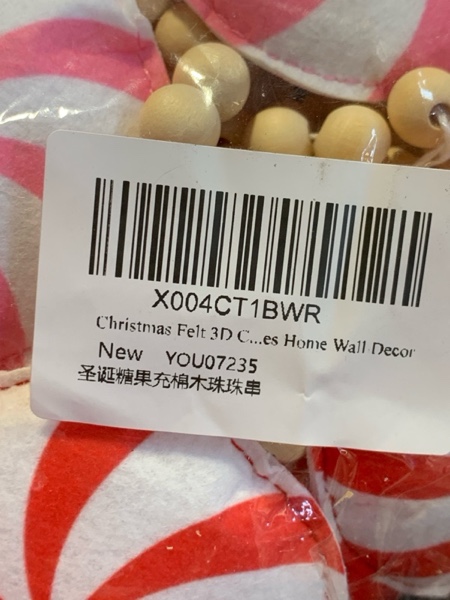 X004CT1BWR
Christmas Felt 3D C...es Home Wall Decor
New YOU07235
圣诞糖果充棉木珠珠串